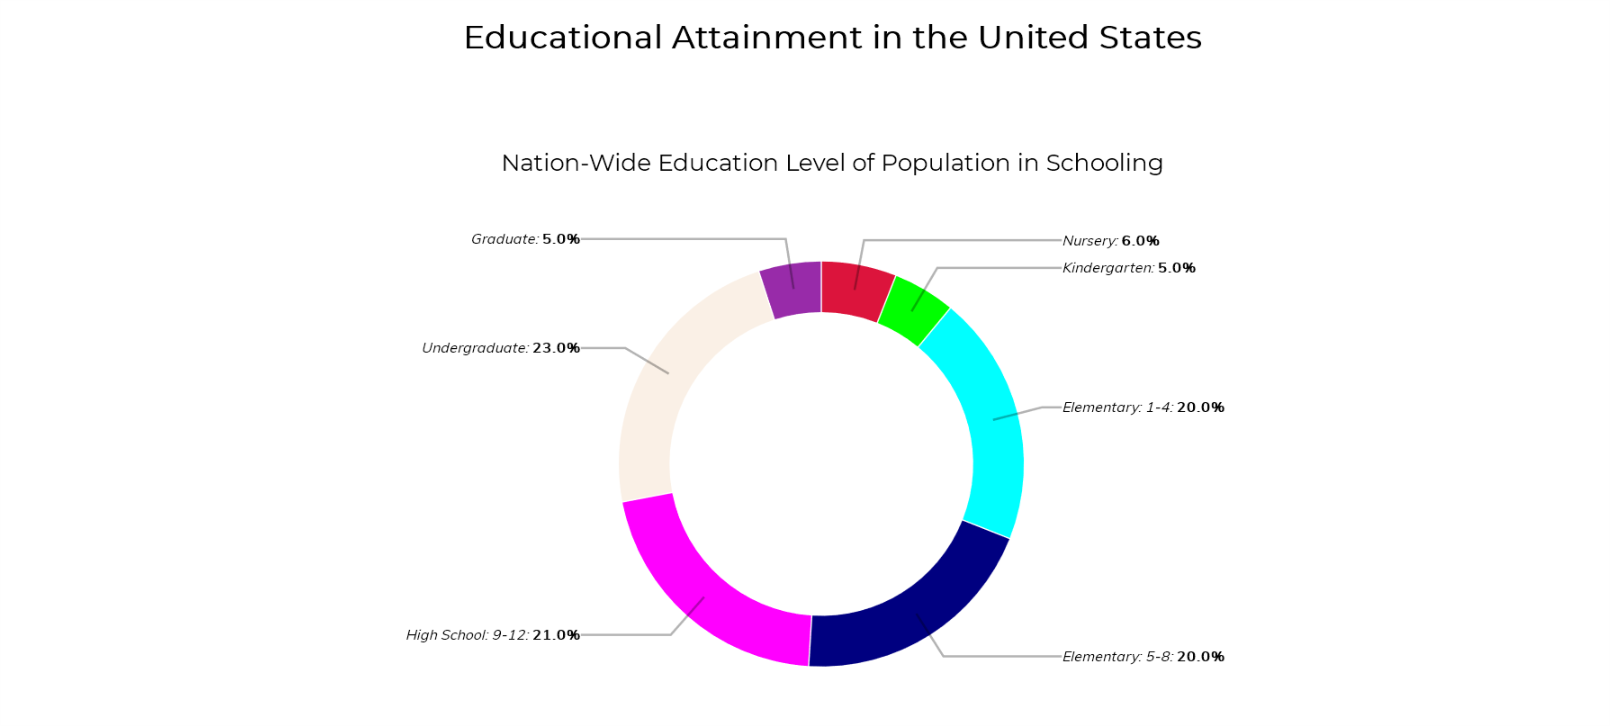 Educational Attainment in the United States
Nation-Wide Education Level of Population in Schooling
Graduate: 5.0%
Nursery: 6.0%
Kindergarten: 5.0%
Undergraduate: 23.0%
Elementary: 1-4: 20.0%
High School: 9-12: 21.0%
Elementary: 5-8: 20.0%